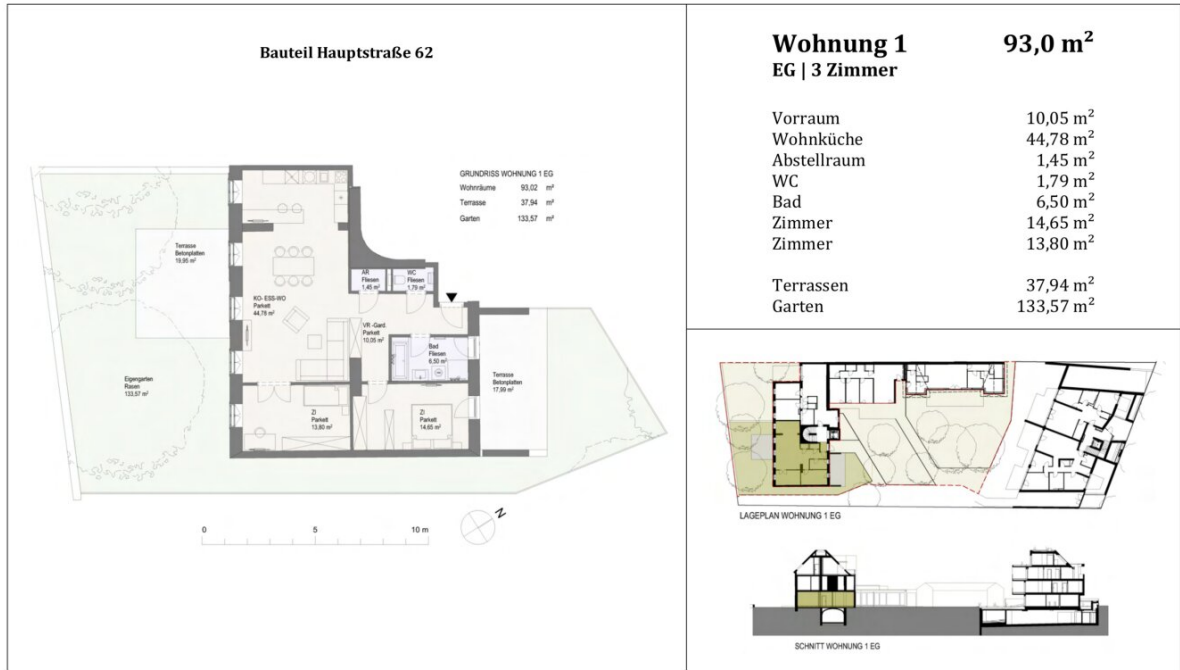 Bauteil Hauptstraße 62
GRUNDRISS WOHNUNG 1 EG
Wohnräume 93,02 m²
Terrasse 37,94 m²
Garten 133,57 m²
Terrasse
Betonplatten
19,95 m²
AR
Fliesen
1,45 m²
WC
Fliesen
1,79 m²
KO- ESS-WO
Parkett
44,78 m²
VR -Gard.
Parkett
10,05 m²
Bad
Fliesen
6,50 m²
Eigengarten
Rasen
133,57 m²
Terrasse
Betonplatten
17,99 m²
ZI
Parkett
13,80 m²
ZI
Parkett
14,65 m²
0 5 10 m
N
Wohnung 1 93,0 m²
EG | 3 Zimmer
Vorraum 10,05 m²
Wohnküche 44,78 m²
Abstellraum 1,45 m²
WC 1,79 m²
Bad 6,50 m²
Zimmer 14,65 m²
Zimmer 13,80 m²
Terrassen 37,94 m²
Garten 133,57 m²
LAGEPLAN WOHNUNG 1 EG
SCHNITT WOHNUNG 1 EG